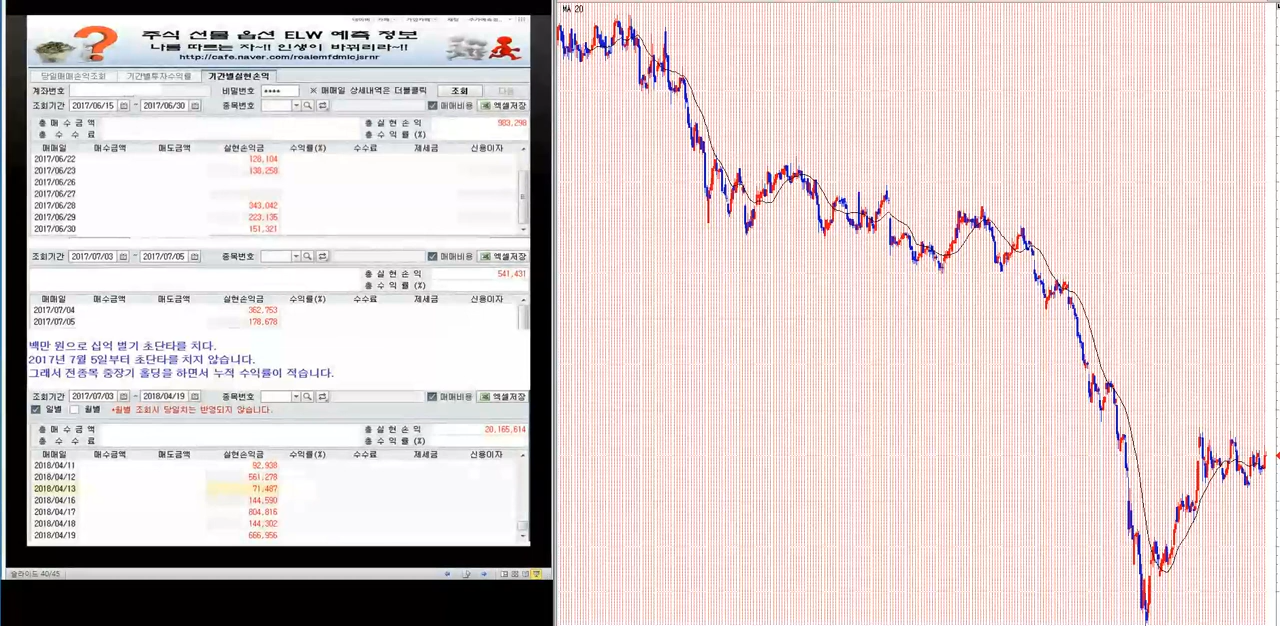 MA 20
주식 선물 옵션 ELW 예측 정보
나를 따르는 자~!! 인생이 바뀌리라~!!
당일매매손익조회 기간별투자수익률 기간별실현손익
계좌번호 비밀번호 **** ※ 매매일 상세내역은 더블클릭 조회 다음
조회기간 2017/06/15 ~ 2017/06/30 종목번호 매매비용 엑셀저장
총 매 수 금 액 총 실 현 손 익 983,298
총 수 수 료 총 수 익 률 (%)
매매일 매수금액 매도금액 실현손익금 수익률(%) 수수료 제세금 신용이자
2017/06/22 128,104
2017/06/23 130,258
2017/06/26
2017/06/27
2017/06/28 343,042
2017/06/29 223,135
2017/06/30 151,321
조회기간 2017/07/03 ~ 2017/07/05 종목번호 매매비용 엑셀저장
총 실 현 손 익 541,431
총 수 익 률 (%)
매매일 매수금액 매도금액 실현손익금 수익률(%) 수수료 제세금 신용이자
2017/07/04 362,753
2017/07/05 178,678
백만 원으로 십억 벌기 초단타를 치다.
2017년 7월 5일부터 초단타를 치지 않습니다.
그래서 전종목 중장기 홀딩을 하면서 누적 수익률이 적습니다.
조회기간 2017/07/03 ~ 2018/04/19 종목번호 매매비용 엑셀저장
일별 월별 *월별 조회시 당일치는 반영되지 않습니다.
총 매 수 금 액 총 실 현 손 익 20,165,614
총 수 수 료 총 수 익 률 (%)
매매일 매수금액 매도금액 실현손익금 수익률(%) 수수료 제세금 신용이자
2018/04/11 92,938
2018/04/12 561,278
2018/04/13 71,487
2018/04/16 144,590
2018/04/17 804,816
2018/04/18 144,302
2018/04/19 666,956
슬라이드 40/45